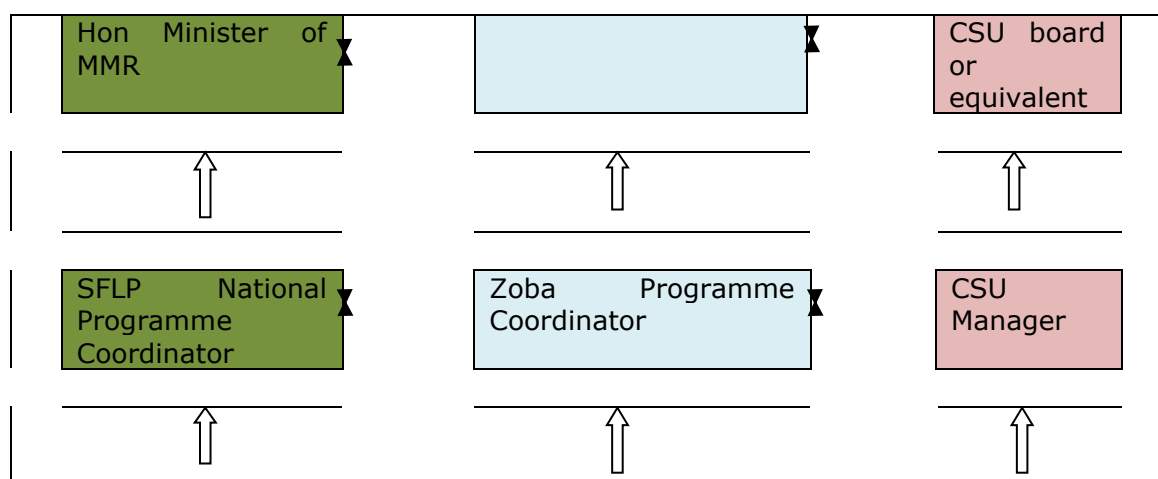 Hon Minister of
MMR
CSU board
or
equivalent
SFLP National
Programme
Coordinator
Zoba Programme
Coordinator
CSU
Manager